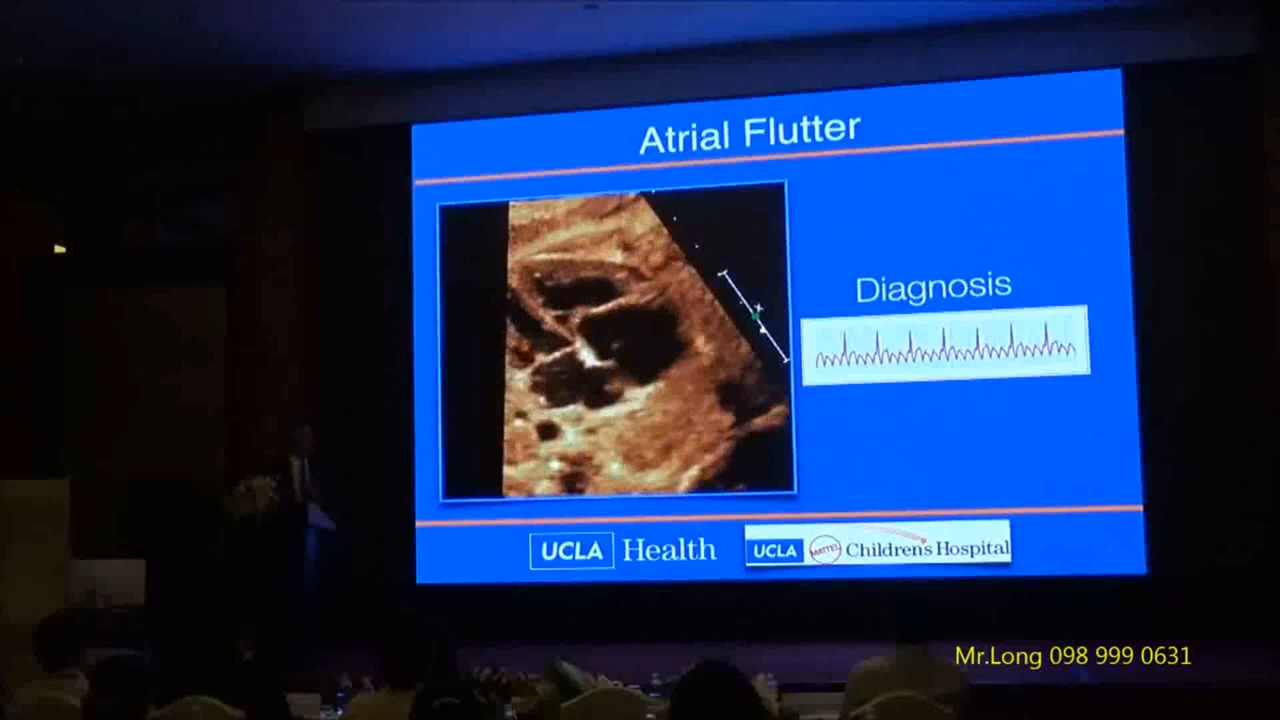 Atrial Flutter
Diagnosis
UCLA Health
UCLA MATTEL Children's Hospital
Mr.Long 098 999 0631